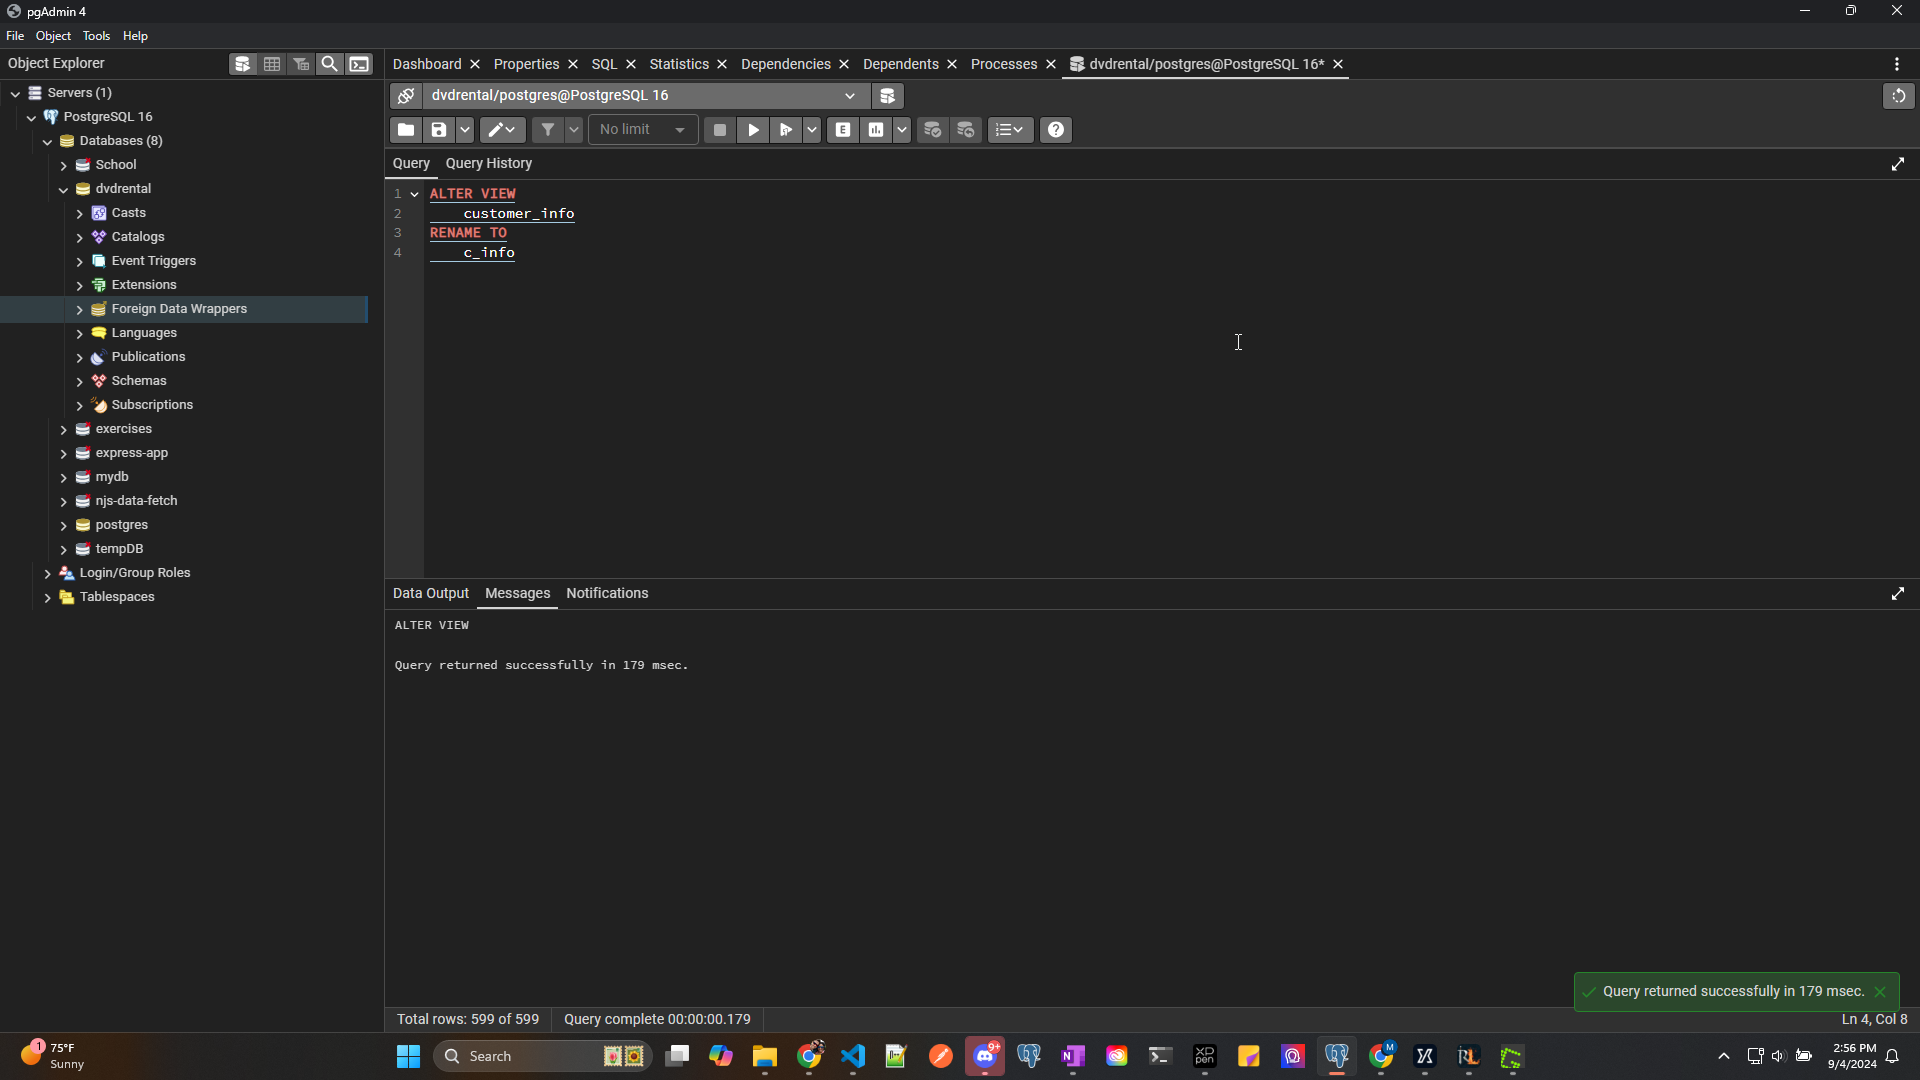 pgAdmin 4
File Object Tools Help
Object Explorer
Dashboard Properties SQL Statistics Dependencies Dependents Processes dvdrental/postgres@PostgreSQL 16*
Servers (1)
PostgreSQL 16
Databases (8)
School
dvdrental
Casts
Catalogs
Event Triggers
Extensions
Foreign Data Wrappers
Languages
Publications
Schemas
Subscriptions
exercises
express-app
mydb
njs-data-fetch
postgres
tempDB
Login/Group Roles
Tablespaces
dvdrental/postgres@PostgreSQL 16
No limit
E
Query Query History
1 ALTER VIEW
2 customer_info
3 RENAME TO
4 c_info
Data Output Messages Notifications
ALTER VIEW
Query returned successfully in 179 msec.
Query returned successfully in 179 msec.
Total rows: 599 of 599 Query complete 00:00:00.179 Ln 4, Col 8
1 75°F
Sunny
Search
9+
xp
pen
M
2:56 PM
9/4/2024